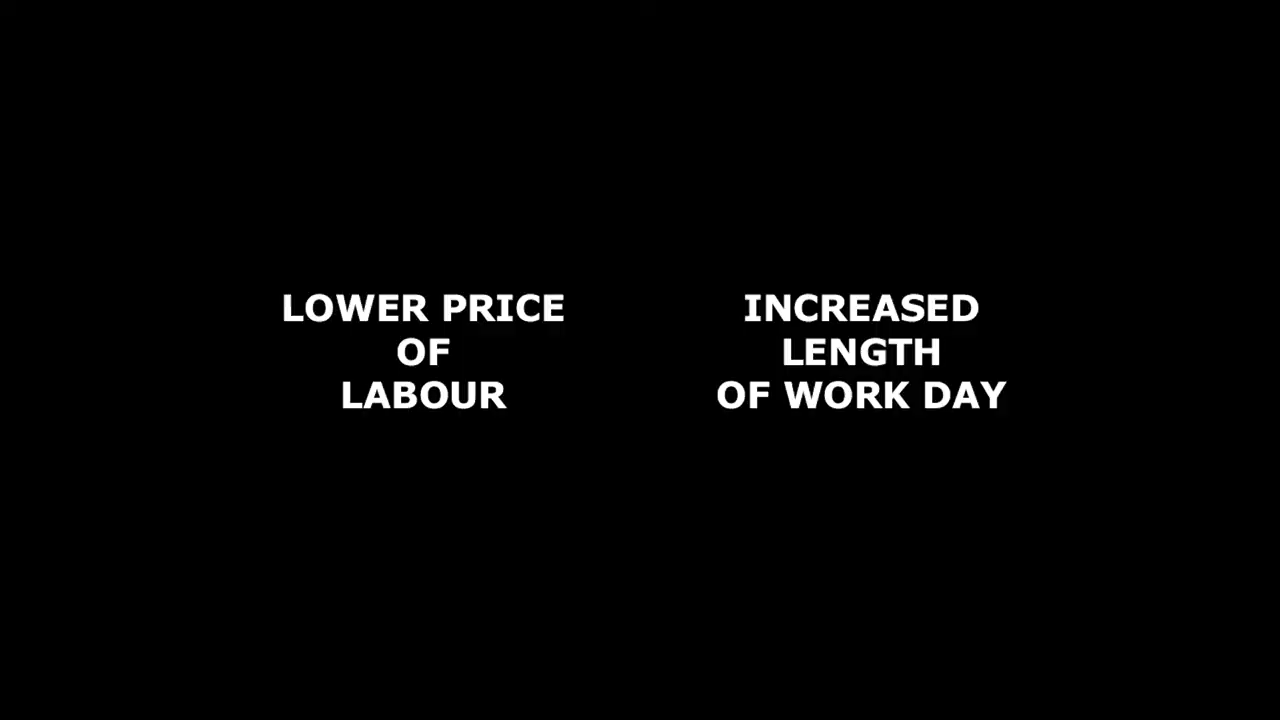 LOWER PRICE
OF
LABOUR
INCREASED
LENGTH
OF WORK DAY